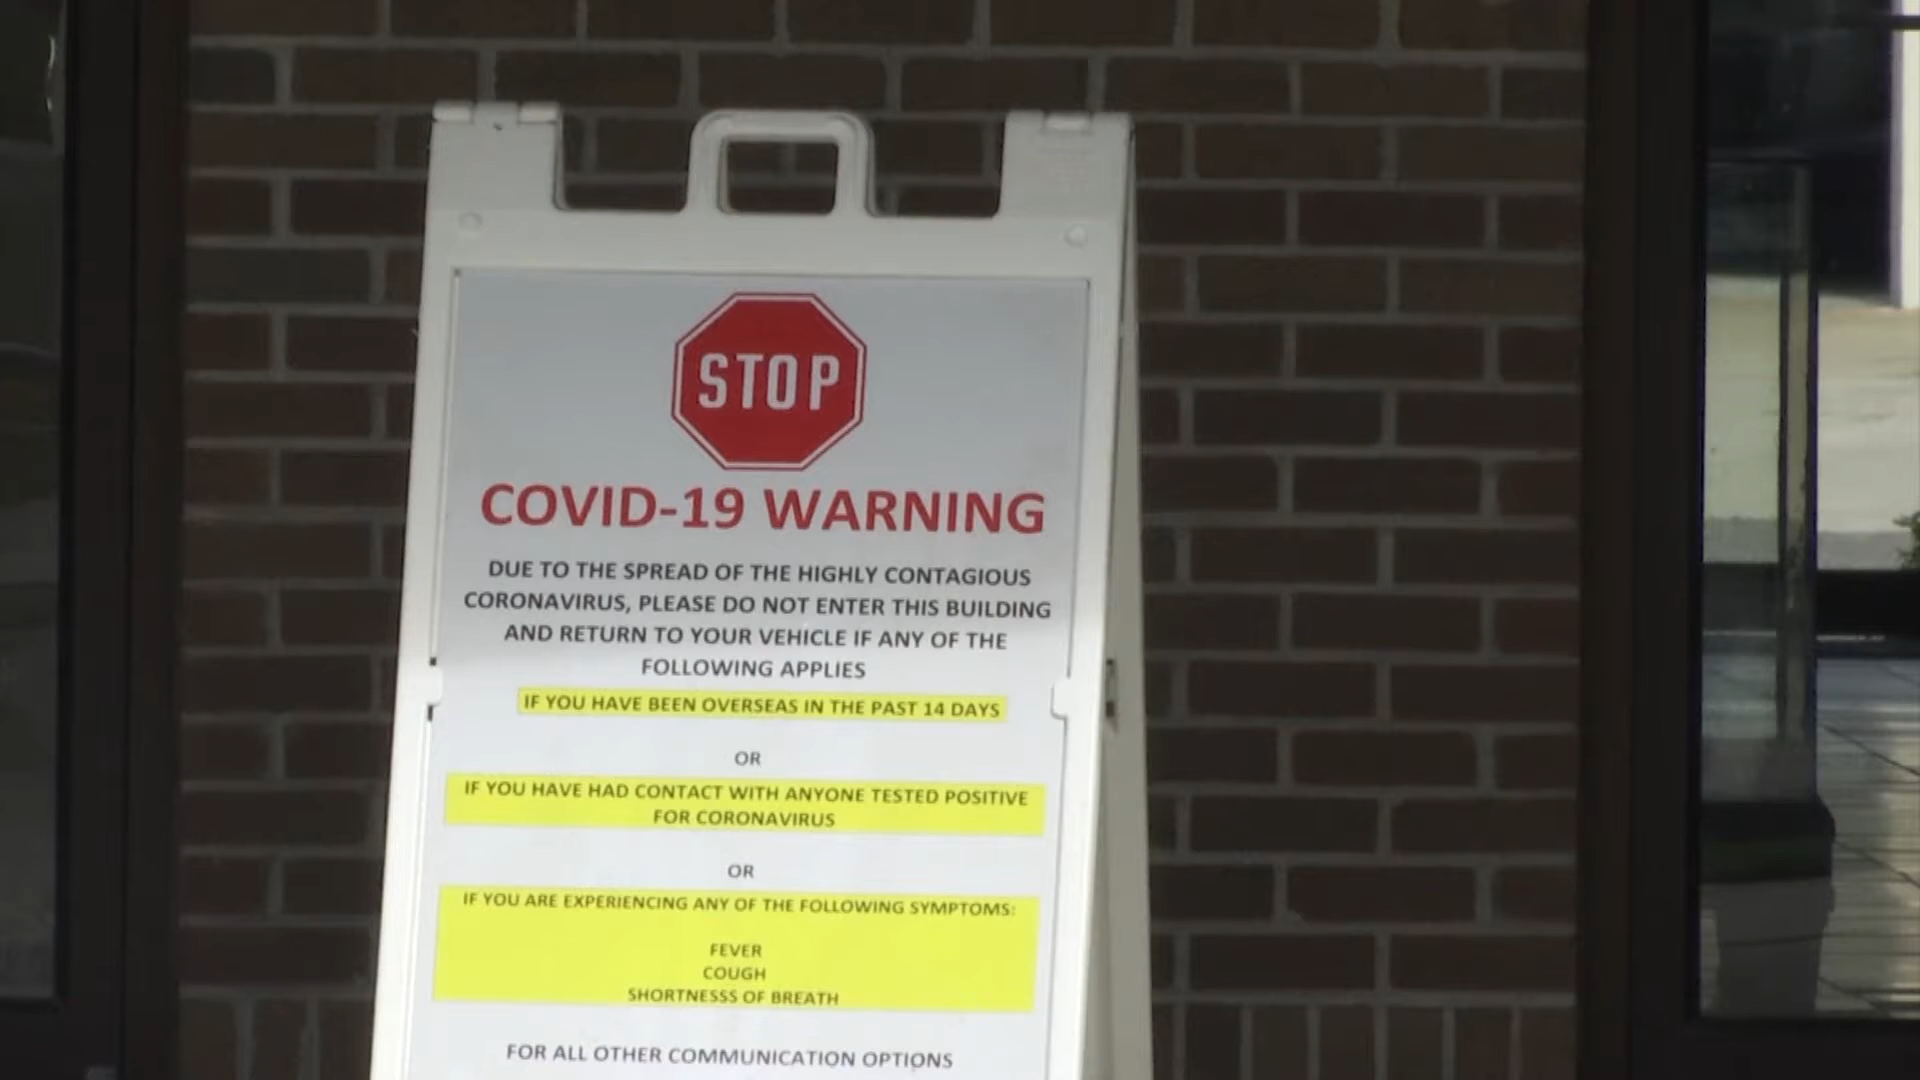 STOP
COVID-19 WARNING
DUE TO THE SPREAD OF THE HIGHLY CONTAGIOUS
CORONAVIRUS, PLEASE DO NOT ENTER THIS BUILDING
AND RETURN TO YOUR VEHICLE IF ANY OF THE
FOLLOWING APPLIES
IF YOU HAVE BEEN OVERSEAS IN THE PAST 14 DAYS
OR
IF YOU HAVE HAD CONTACT WITH ANYONE TESTED POSITIVE
FOR CORONAVIRUS
OR
IF YOU ARE EXPERIENCING ANY OF THE FOLLOWING SYMPTOMS:
FEVER
COUGH
SHORTNESSS OF BREATH
FOR ALL OTHER COMMUNICATION OPTIONS